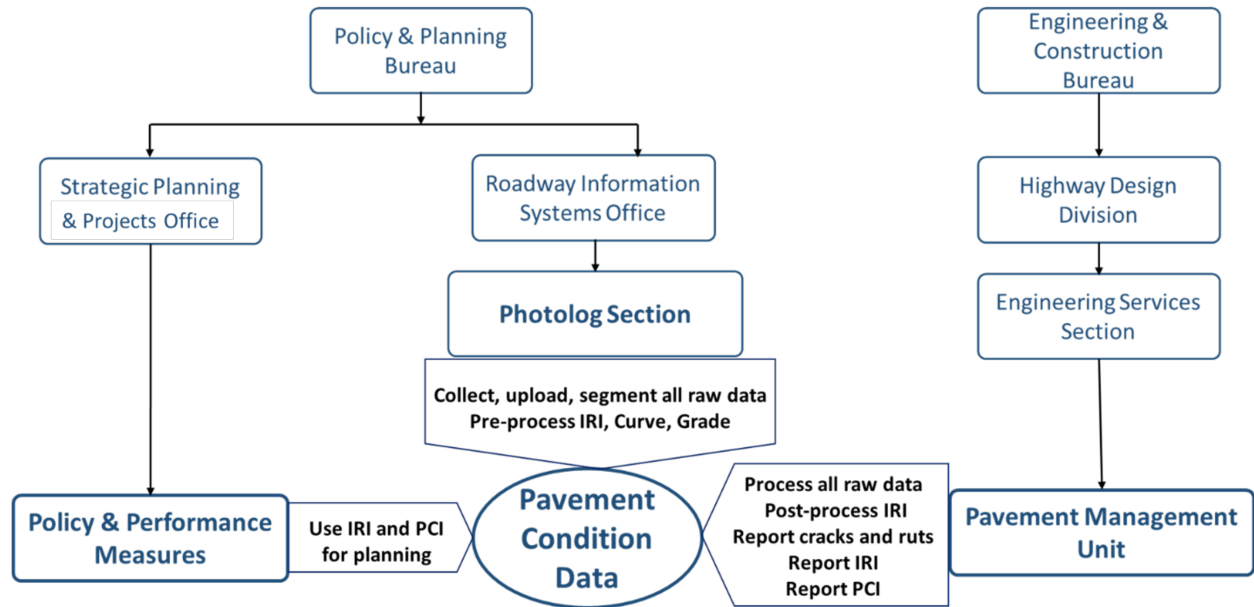 Policy & Planning
Bureau
Engineering &
Construction
Bureau
Strategic Planning
& Projects Office
Roadway Information
Systems Office
Highway Design
Division
Photolog Section
Engineering Services
Section
Collect, upload, segment all raw data
Pre-process IRI, Curve, Grade
Policy & Performance
Measures
Use IRI and PCI
for planning
Pavement
Condition
Data
Process all raw data
Post-process IRI
Report cracks and ruts
Report IRI
Report PCI
Pavement Management
Unit